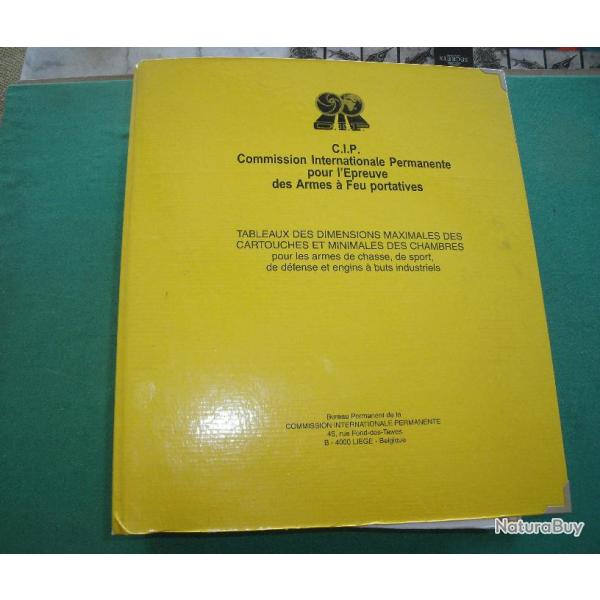 SECRETS
C.I.P.
C.I.P.
Commission Internationale Permanente
pour l'Epreuve
des Armes à Feu portatives
TABLEAUX DES DIMENSIONS MAXIMALES DES
CARTOUCHES ET MINIMALES DES CHAMBRES
pour les armes de chasse, de sport,
de défense et engins à buts industriels
Bureau Permanent de la
COMMISSION INTERNATIONALE PERMANENTE
45, rue Fond-des-Tawes
B - 4000 LIEGE - Belgique
NaturaBuy